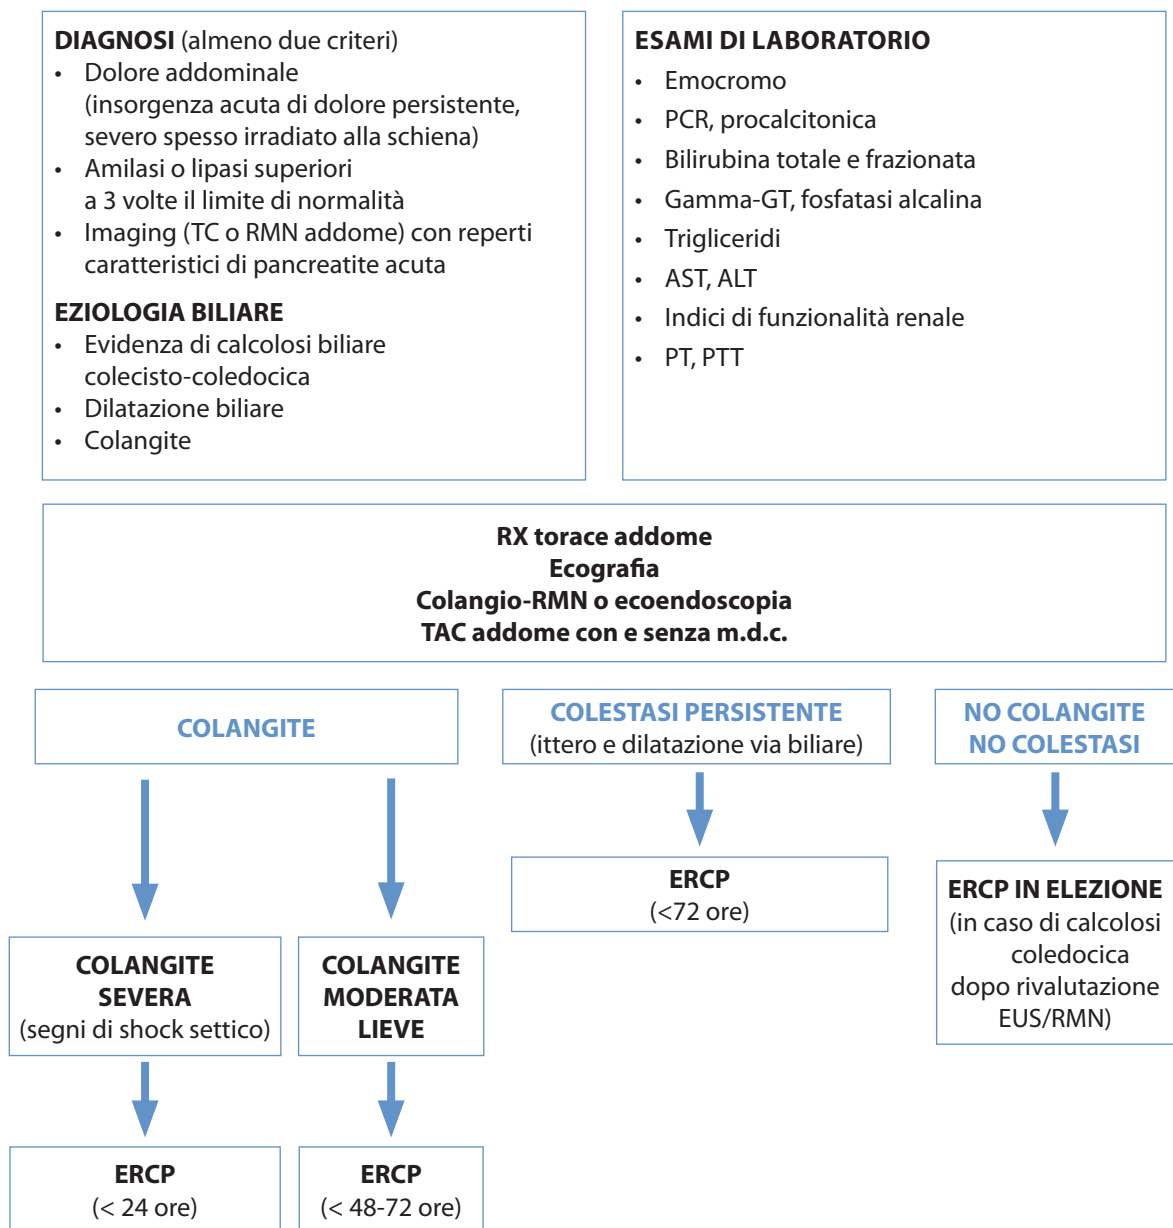 DIAGNOSI (almeno due criteri)
• Dolore addominale
(insorgenza acuta di dolore persistente,
severo spesso irradiato alla schiena)
• Amilasi o lipasi superiori
a 3 volte il limite di normalità
• Imaging (TC o RMN addome) con reperti
caratteristici di pancreatite acuta
EZIOLOGIA BILIARE
• Evidenza di calcolosi biliare
colecisto-coledocica
• Dilatazione biliare
• Colangite
ESAMI DI LABORATORIO
• Emocromo
• PCR, procalcitonica
• Bilirubina totale e frazionata
• Gamma-GT, fosfatasi alcalina
• Trigliceridi
• AST, ALT
• Indici di funzionalità renale
• PT, PTT
RX torace addome
Ecografia
Colangio-RMN o ecoendoscopia
TAC addome con e senza m.d.c.
COLANGITE
COLESTASI PERSISTENTE
(ittero e dilatazione via biliare)
NO COLANGITE
NO COLESTASI
ERCP
(<72 ore)
ERCP IN ELEZIONE
(in caso di calcolosi
coledocica
dopo rivalutazione
EUS/RMN)
COLANGITE
SEVERA
(segni di shock settico)
COLANGITE
MODERATA
LIEVE
ERCP
(< 24 ore)
ERCP
(< 48-72 ore)